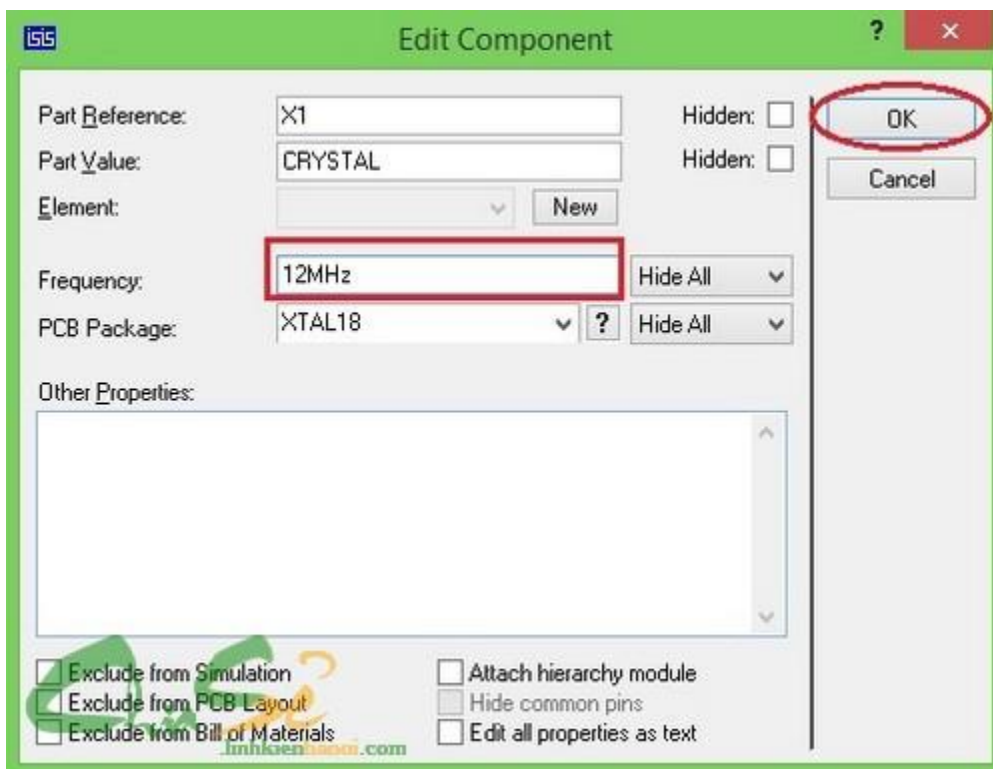 isis Edit Component ? ×
Part Reference: X1 Hidden: OK
Part Value: CRYSTAL Hidden: Cancel
Element: New
Frequency: 12MHz Hide All
PCB Package: XTAL18 ? Hide All
Other Properties:
Exclude from Simulation Attach hierarchy module
Exclude from PCB Layout Hide common pins
Exclude from Bill of Materials Edit all properties as text
.linhkienhanoi.com